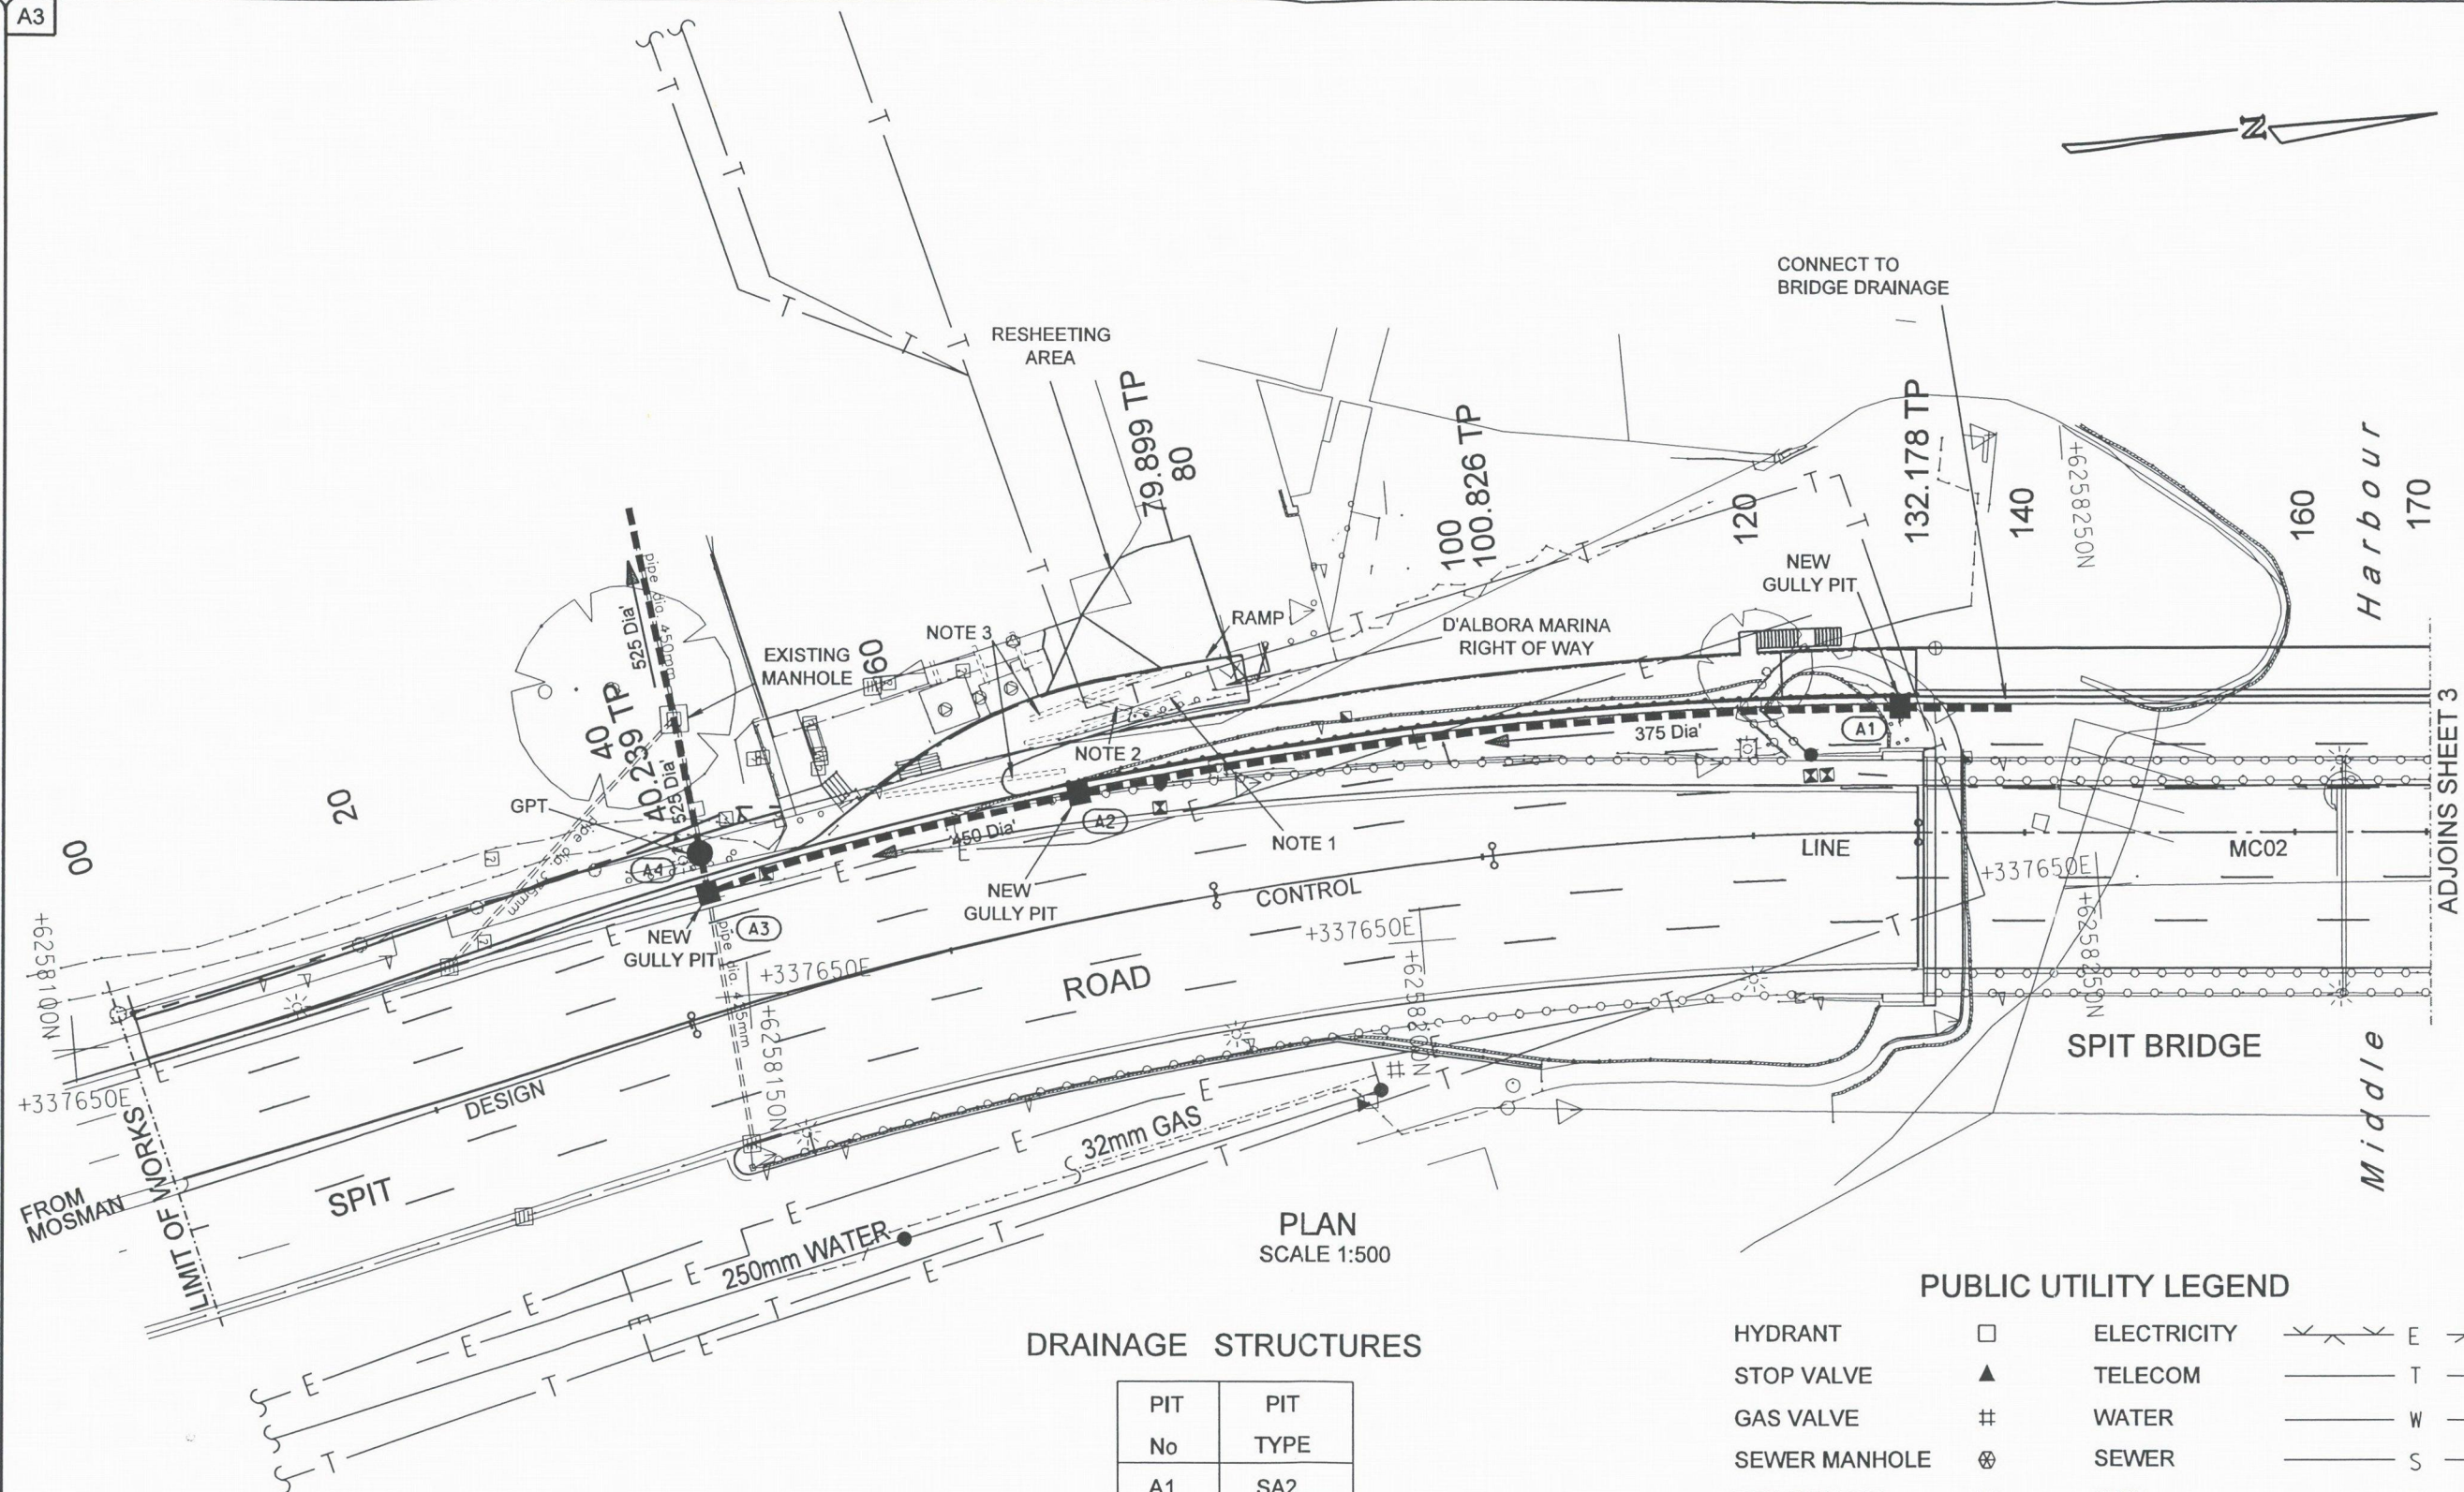 A3
CONNECT TO
BRIDGE DRAINAGE
N
RESHEETING
AREA
79.899 TP
80
100
100.826 TP
120
132.178 TP
140
+6258250N
160
Harbour
170
NEW
GULLY PIT
525 Dia'
pipe dia. 450mm
NOTE 3
RAMP
D'ALBORA MARINA
RIGHT OF WAY
EXISTING
MANHOLE
60
40
40.239 TP
525 Dia'
20
00
GPT
NOTE 2
375 Dia'
A1
A2
450 Dia'
NOTE 1
A4
NEW
GULLY PIT
CONTROL
LINE
MC02
ADJOINS SHEET 3
+337650E
+337650E
+6258250N
A3
NEW
GULLY PIT
+337650E
+6258100N
ROAD
+6258150N
+337650E
DESIGN
SPIT BRIDGE
Middle
32mm GAS
FROM
MOSMAN
LIMIT OF WORKS
SPIT
250mm WATER
PLAN
SCALE 1:500
DRAINAGE STRUCTURES
PIT
No
PIT
TYPE
A1
SA2
PUBLIC UTILITY LEGEND
HYDRANT
ELECTRICITY
E
STOP VALVE
TELECOM
T
GAS VALVE
WATER
W
SEWER MANHOLE
SEWER
S